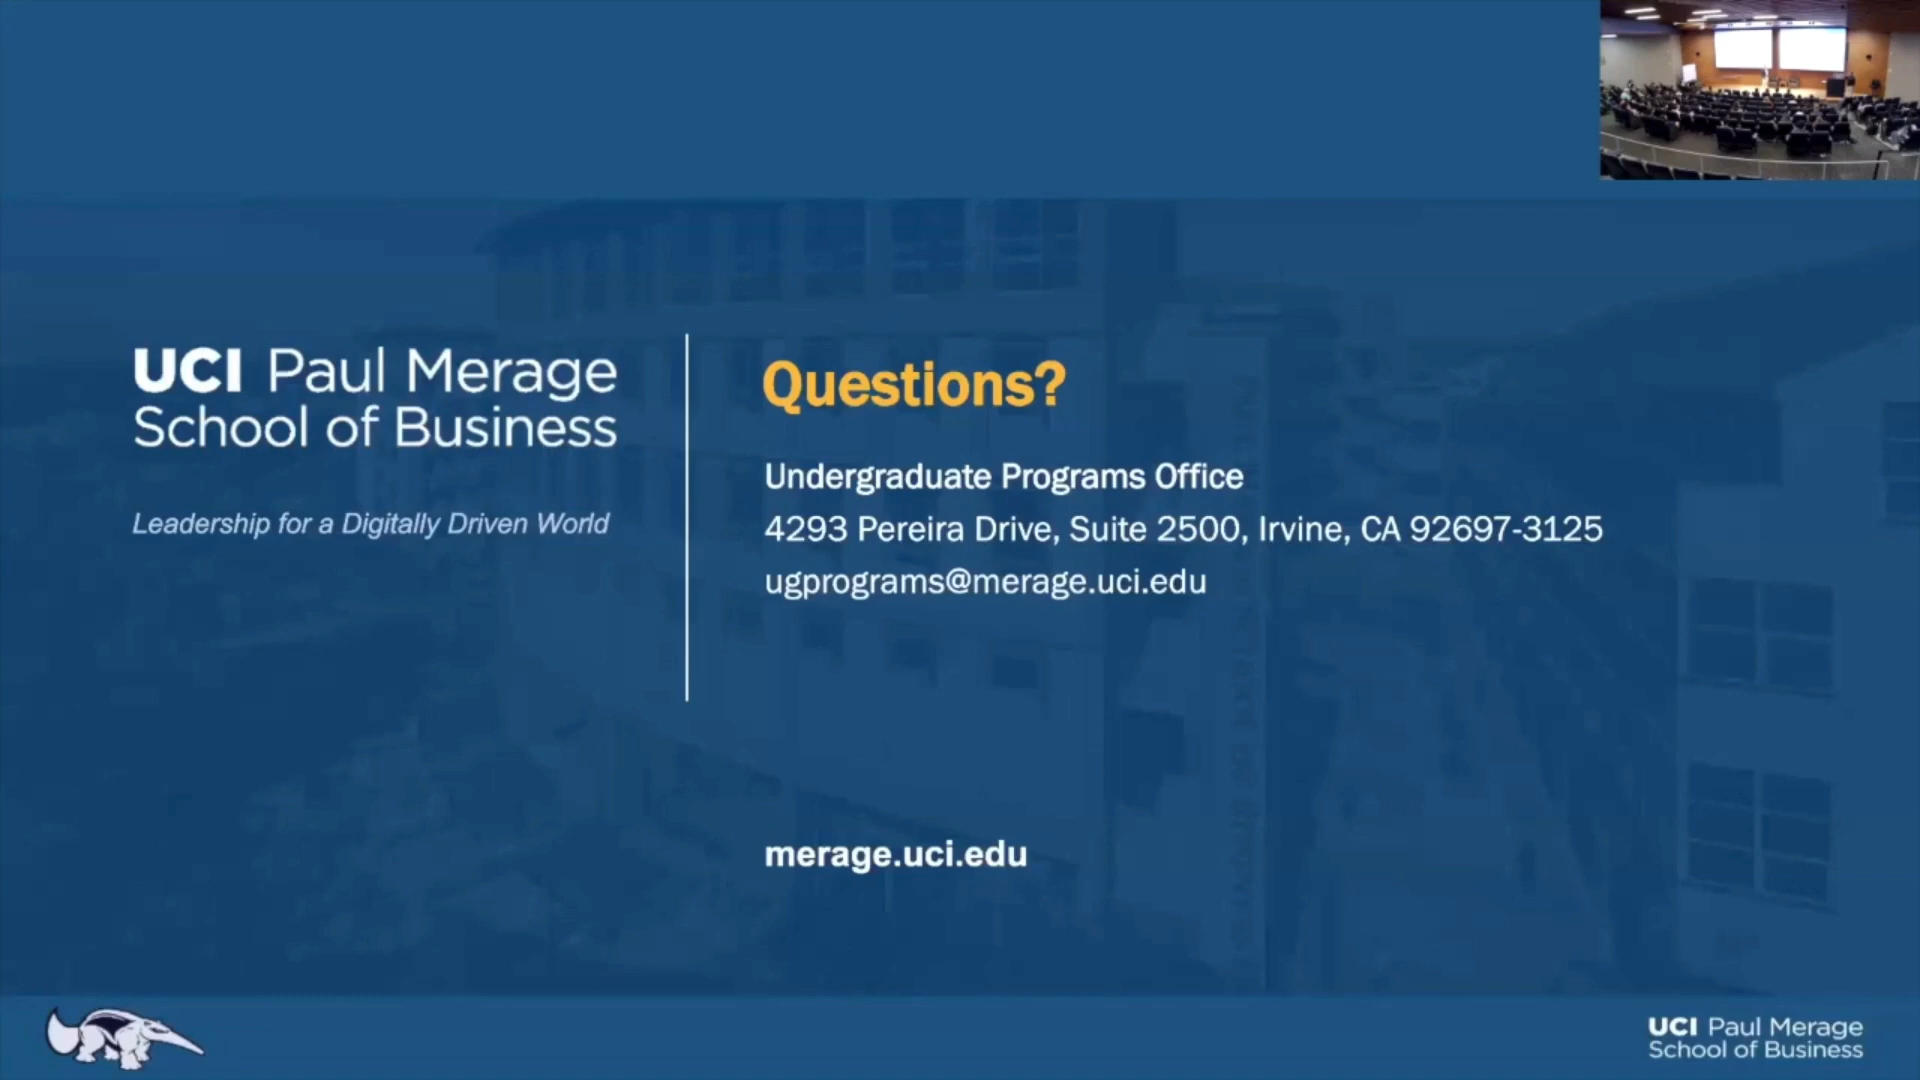 UCI Paul Merage
School of Business
Leadership for a Digitally Driven World
Questions?
Undergraduate Programs Office
4293 Pereira Drive, Suite 2500, Irvine, CA 92697-3125
ugprograms@merage.uci.edu
merage.uci.edu
UCI Paul Merage
School of Business